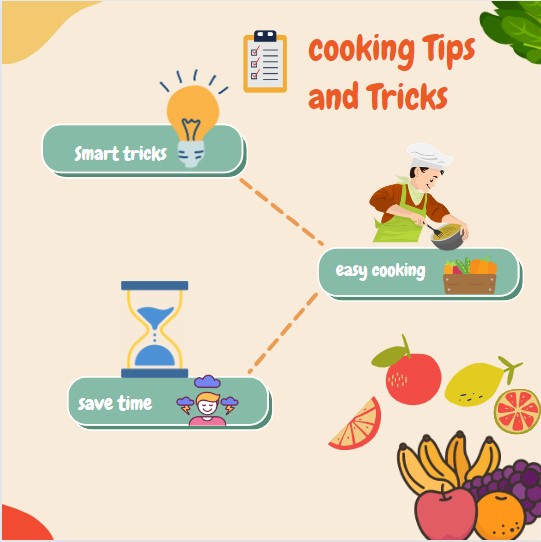 cooking Tips
and Tricks
Smart tricks
easy cooking
save time